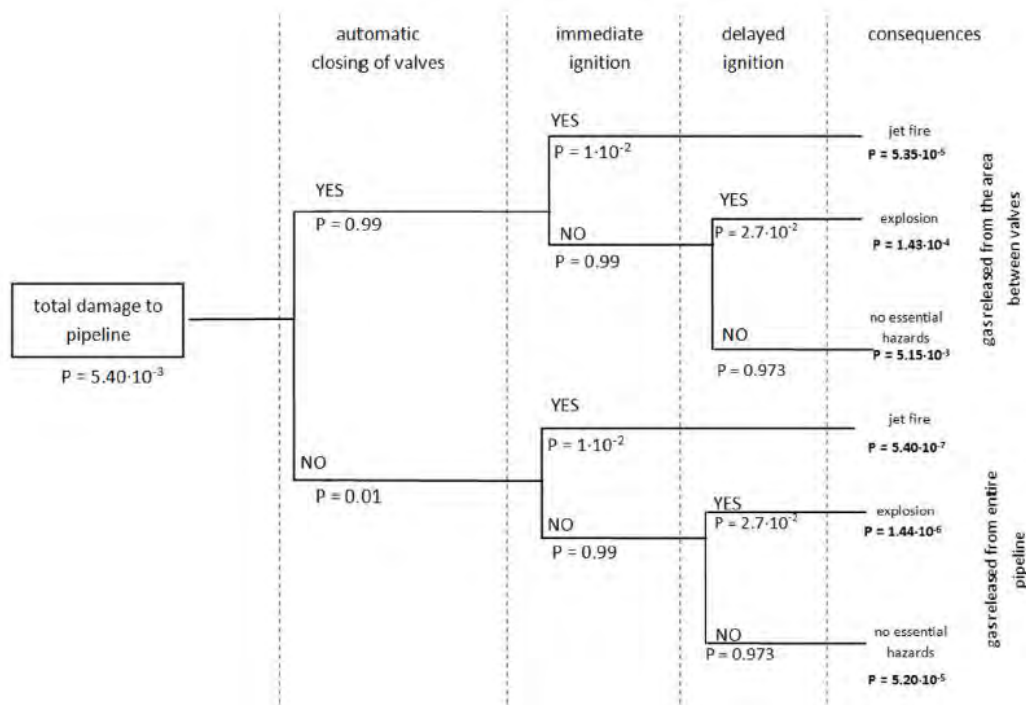 automatic
closing of valves
immediate
ignition
delayed
ignition
consequences
YES
P = 1·10⁻²
jet fire
P = 5.35·10⁻⁵
YES
P = 0.99
YES
P = 2.7·10⁻²
explosion
P = 1.43·10⁻⁴
NO
P = 0.99
total damage to
pipeline
P = 5.40·10⁻³
no essential
hazards
P = 5.15·10⁻³
NO
P = 0.973
gas released from the area
between valves
YES
P = 1·10⁻²
jet fire
P = 5.40·10⁻⁷
NO
P = 0.01
YES
P = 2.7·10⁻²
explosion
P = 1.44·10⁻⁶
NO
P = 0.99
NO
P = 0.973
no essential
hazards
P = 5.20·10⁻⁵
gas released from entire
pipeline